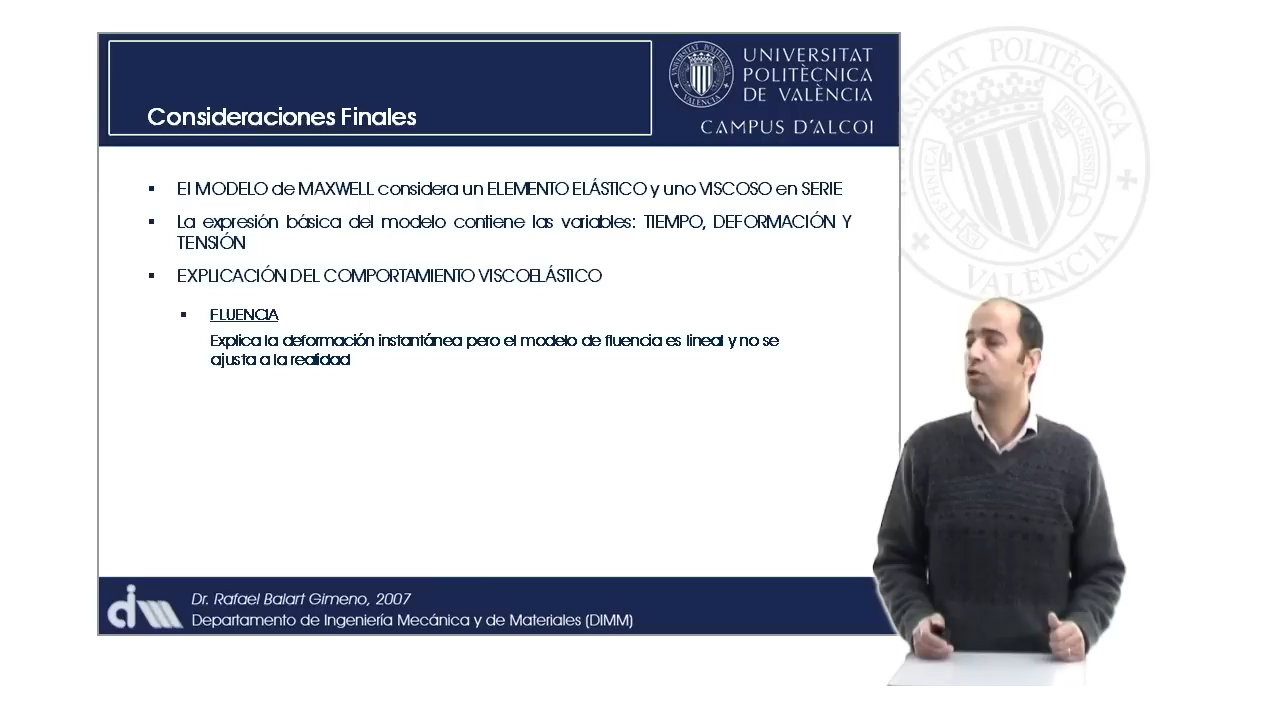 Consideraciones Finales
UNIVERSITAT
POLITÈCNICA
DE VALÈNCIA
CAMPUS D'ALCOI
El MODELO de MAXWELL considera un ELEMENTO ELÁSTICO y uno VISCOSO en SERIE
La expresión básica del modelo contiene las variables: TIEMPO, DEFORMACIÓN Y
TENSIÓN
EXPLICACIÓN DEL COMPORTAMIENTO VISCOELÁSTICO
FLUENCIA
Explica la deformación instantánea pero el modelo de fluencia es lineal y no se
ajusta a la realidad
dimm
Dr. Rafael Balart Gimeno, 2007
Departamento de Ingeniería Mecánica y de Materiales (DIMM)
POLITÈCNICA
VALÈNCIA